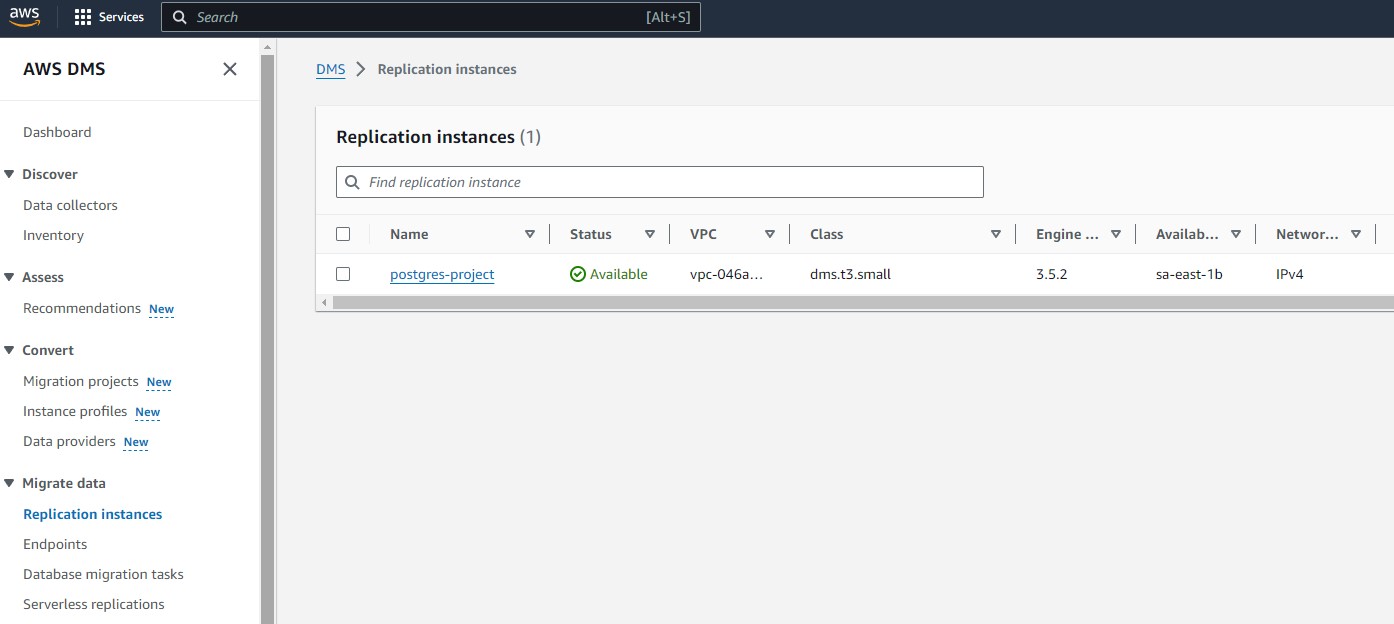 aws
Services
Search [Alt+S]
AWS DMS
Dashboard
Discover
Data collectors
Inventory
Assess
Recommendations New
Convert
Migration projects New
Instance profiles New
Data providers New
Migrate data
Replication instances
Endpoints
Database migration tasks
Serverless replications
DMS Replication instances
Replication instances (1)
Find replication instance
Name Status VPC Class Engine ... Availab... Networ...
postgres-project Available vpc-046a... dms.t3.small 3.5.2 sa-east-1b IPv4